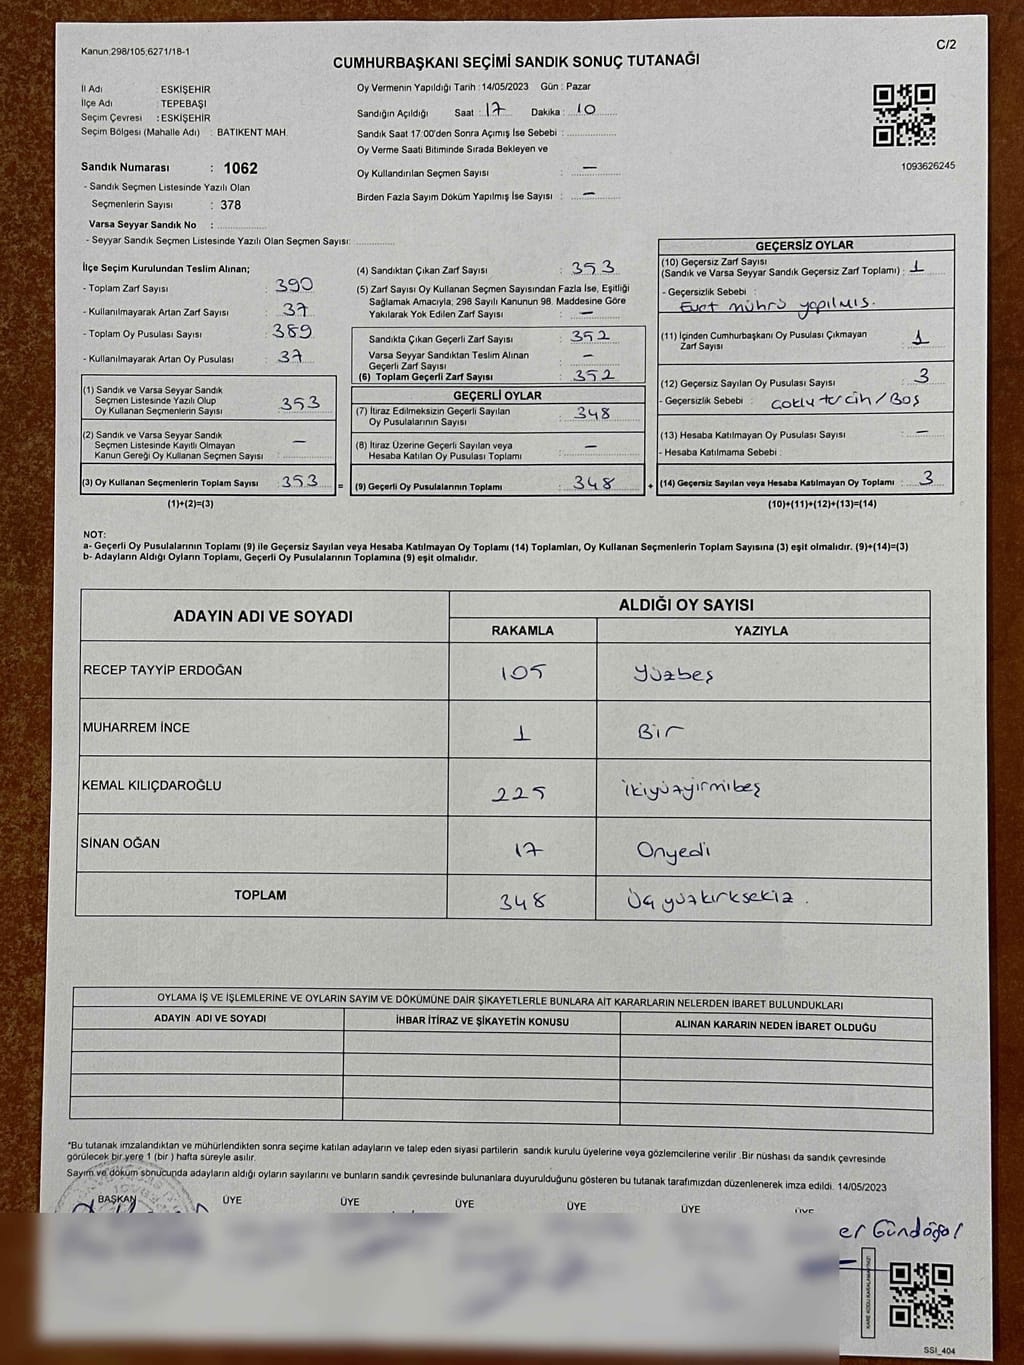 Kanun:298/105,6271/18-1
C/2
CUMHURBAŞKANI SEÇİMİ SANDIK SONUÇ TUTANAĞI
İl Adı : ESKİŞEHİR
İlçe Adı : TEPEBAŞI
Seçim Çevresi : ESKİŞEHİR
Seçim Bölgesi (Mahalle Adı) : BATIKENT MAH.
Sandık Numarası : 1062
- Sandık Seçmen Listesinde Yazılı Olan
Seçmenlerin Sayısı : 378
Varsa Seyyar Sandık No :
- Seyyar Sandık Seçmen Listesinde Yazılı Olan Seçmen Sayısı:
Oy Vermenin Yapıldığı Tarih : 14/05/2023 Gün : Pazar
Sandığın Açıldığı Saat : 17 Dakika : 10
Sandık Saat 17:00'den Sonra Açımış İse Sebebi :
Oy Verme Saati Bitiminde Sırada Bekleyen ve
Oy Kullandırılan Seçmen Sayısı : —
Birden Fazla Sayım Döküm Yapılmış İse Sayısı : —
1093626245
İlçe Seçim Kurulundan Teslim Alınan;
- Toplam Zarf Sayısı : 390
- Kullanılmayarak Artan Zarf Sayısı : 37
- Toplam Oy Pusulası Sayısı : 389
- Kullanılmayarak Artan Oy Pusulası : 37
(1) Sandık ve Varsa Seyyar Sandık
Seçmen Listesinde Yazılı Olup
Oy Kullanan Seçmenlerin Sayısı : 353
(2) Sandık ve Varsa Seyyar Sandık
Seçmen Listesinde Kayıtlı Olmayan
Kanun Gereği Oy Kullanan Seçmen Sayısı : —
(3) Oy Kullanan Seçmenlerin Toplam Sayısı : 353 =
(1)+(2)=(3)
(4) Sandıktan Çıkan Zarf Sayısı : 353
(5) Zarf Sayısı Oy Kullanan Seçmen Sayısından Fazla İse, Eşitliği
Sağlamak Amacıyla; 298 Sayılı Kanunun 98. Maddesine Göre
Yakılarak Yok Edilen Zarf Sayısı : —
Sandıkta Çıkan Geçerli Zarf Sayısı : 352
Varsa Seyyar Sandıktan Teslim Alınan
Geçerli Zarf Sayısı : —
(6) Toplam Geçerli Zarf Sayısı : 352
GEÇERLİ OYLAR
(7) İtiraz Edilmeksizin Geçerli Sayılan
Oy Pusulalarının Sayısı : 348
(8) İtiraz Üzerine Geçerli Sayılan veya
Hesaba Katılan Oy Pusulası Toplamı : —
(9) Geçerli Oy Pusulalarının Toplamı : 348 +
GEÇERSİZ OYLAR
(10) Geçersiz Zarf Sayısı
(Sandık ve Varsa Seyyar Sandık Geçersiz Zarf Toplamı) : 1
- Geçersizlik Sebebi :
Evet mührü yapılmış.
(11) İçinden Cumhurbaşkanı Oy Pusulası Çıkmayan
Zarf Sayısı : 1
(12) Geçersiz Sayılan Oy Pusulası Sayısı : 3
- Geçersizlik Sebebi : çoklu tercih/Boş
(13) Hesaba Katılmayan Oy Pusulası Sayısı : —
- Hesaba Katılmama Sebebi :
(14) Geçersiz Sayılan veya Hesaba Katılmayan Oy Toplamı : 3
(10)+(11)+(12)+(13)=(14)
NOT:
a- Geçerli Oy Pusulalarının Toplamı (9) ile Geçersiz Sayılan veya Hesaba Katılmayan Oy Toplamı (14) Toplamları, Oy Kullanan Seçmenlerin Toplam Sayısına (3) eşit olmalıdır. (9)+(14)=(3)
b- Adayların Aldığı Oyların Toplamı, Geçerli Oy Pusulalarının Toplamına (9) eşit olmalıdır.
ADAYIN ADI VE SOYADI
ALDIĞI OY SAYISI
RAKAMLA YAZIYLA
RECEP TAYYİP ERDOĞAN 105 Yüzbeş
MUHARREM İNCE 1 Bir
KEMAL KILIÇDAROĞLU 225 ikiyüzyirmibeş
SİNAN OĞAN 17 Onyedi
TOPLAM 348 Üç yüzkırksekiz.
OYLAMA İŞ VE İŞLEMLERİNE VE OYLARIN SAYIM VE DÖKÜMÜNE DAİR ŞİKAYETLERLE BUNLARA AİT KARARLARIN NELERDEN İBARET BULUNDUKLARI
ADAYIN ADI VE SOYADI İHBAR İTİRAZ VE ŞİKAYETİN KONUSU ALINAN KARARIN NEDEN İBARET OLDUĞU
*Bu tutanak imzalandıktan ve mühürlendikten sonra seçime katılan adayların ve talep eden siyasi partilerin sandık kurulu üyelerine veya gözlemcilerine verilir .Bir nüshası da sandık çevresinde
görülecek bir yere 1 (bir ) hafta süreyle asılır.
Sayım ve döküm sonucunda adayların aldığı oyların sayılarını ve bunların sandık çevresinde bulunanlara duyurulduğunu gösteren bu tutanak tarafımızdan düzenlenerek imza edildi. 14/05/2023
BAŞKAN ÜYE ÜYE ÜYE ÜYE ÜYE ÜYE
er Gündoğal
SSI_404